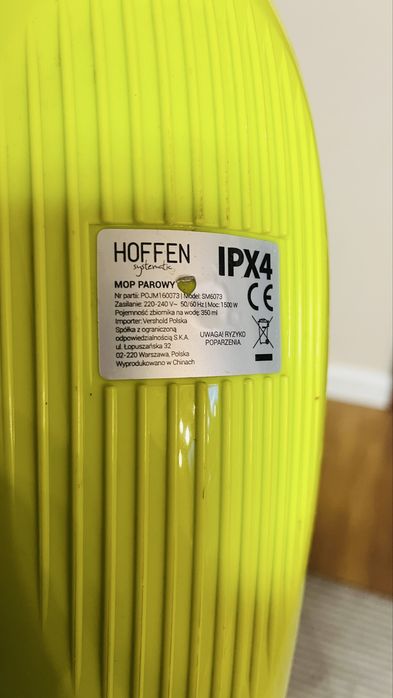 HOFFEN
systematic
IPX4
CE
MOP PAROWY
Nr partii: POJM160073 | Model: SM6073
Zasilanie: 220-240 V~ 50/60 Hz | Moc: 1500 W
Pojemność zbiornika na wodę: 350 ml
Importer: Vershold Polska
Spółka z ograniczoną
odpowiedzialnością S.K.A.
ul. Łopuszańska 32
02-220 Warszawa, Polska
Wyprodukowano w Chinach
UWAGA! RYZYKO
POPARZENIA